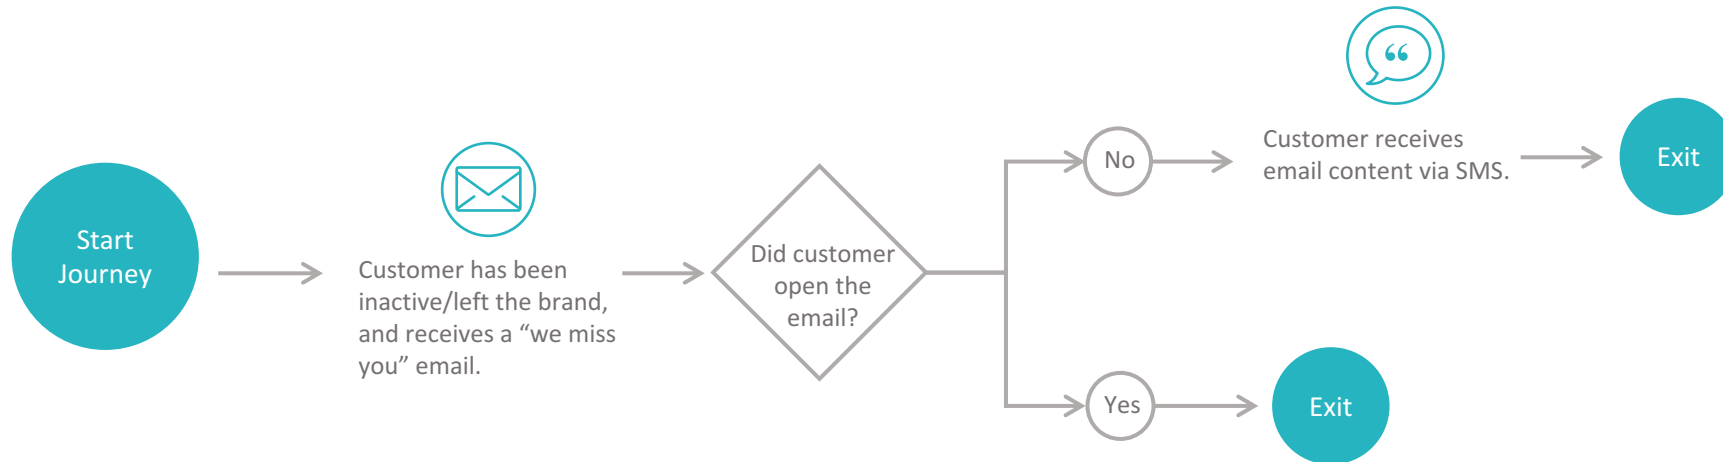 Start
Journey
Customer has been
inactive/left the brand,
and receives a “we miss
you” email.
Did customer
open the
email?
No
“
Customer receives
email content via SMS.
Exit
Yes
Exit